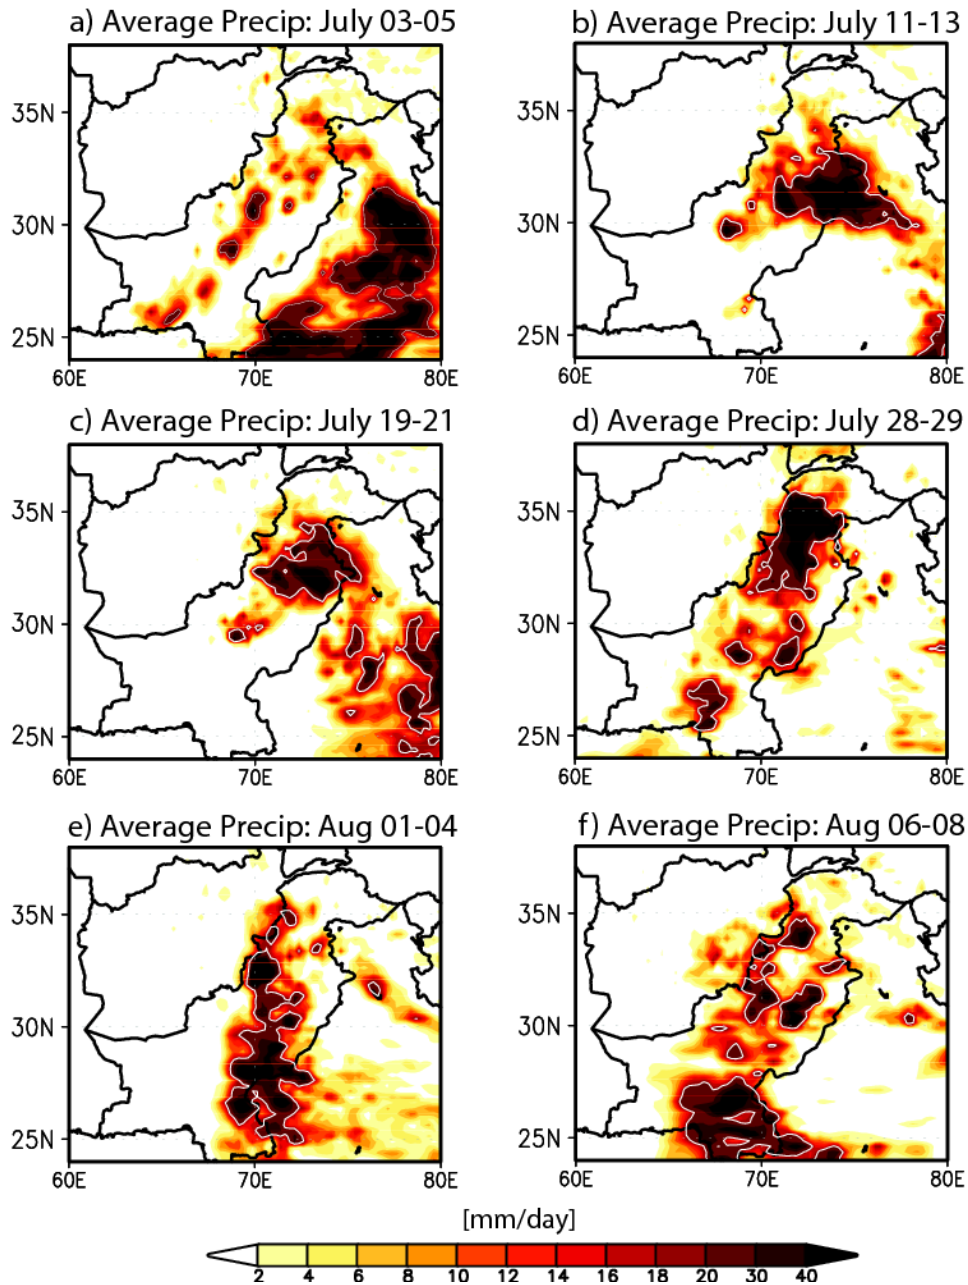 a) Average Precip: July 03-05
b) Average Precip: July 11-13
35N
30N
25N
60E 70E 80E
35N
30N
25N
60E 70E 80E
c) Average Precip: July 19-21
d) Average Precip: July 28-29
35N
30N
25N
60E 70E 80E
35N
30N
25N
60E 70E 80E
e) Average Precip: Aug 01-04
f) Average Precip: Aug 06-08
35N
30N
25N
60E 70E 80E
35N
30N
25N
60E 70E 80E
[mm/day]
2 4 6 8 10 12 14 16 18 20 30 40